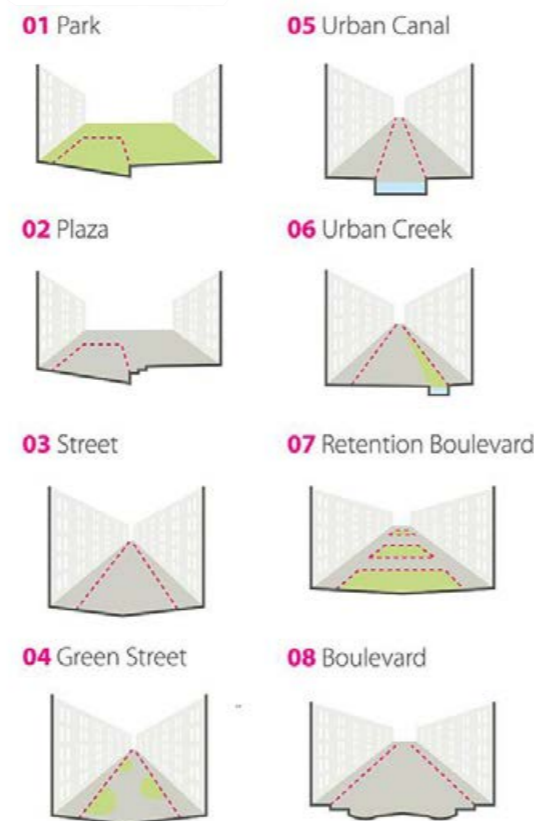 01 Park
02 Plaza
03 Street
04 Green Street
05 Urban Canal
06 Urban Creek
07 Retention Boulevard
08 Boulevard